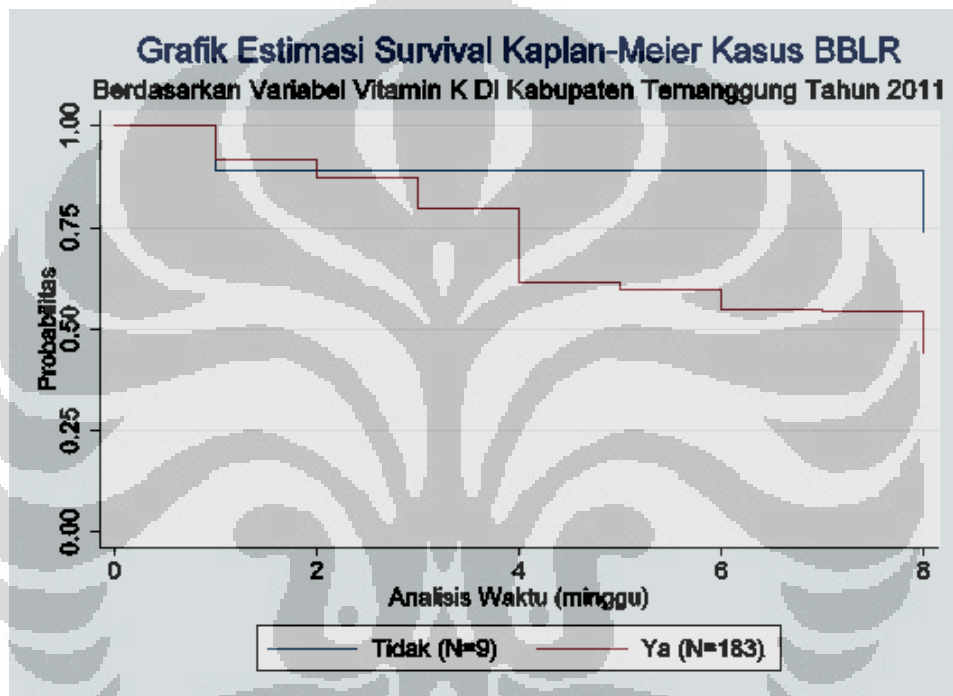 Grafik Estimasi Survival Kaplan-Meier Kasus BBLR
Berdasarkan Variabel Vitamin K Di Kabupaten Temanggung Tahun 2011
Probabilitas
1.00
0.75
0.50
0.25
0.00
0 2 4 6 8
Analisis Waktu (minggu)
Tidak (N=9) Ya (N=183)